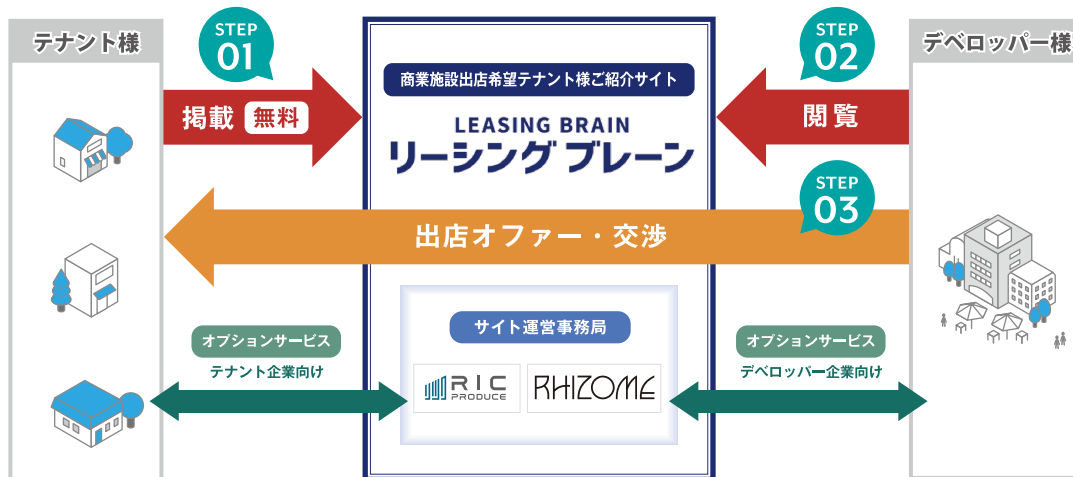 テナント様
STEP
01
掲載 無料
商業施設出店希望テナント様ご紹介サイト
LEASING BRAIN
リーシング ブレーン
STEP
02
閲覧
デベロッパー様
STEP
03
出店オファー・交渉
サイト運営事務局
RIC
PRODUCE
RHIZOME
オプションサービス
テナント企業向け
オプションサービス
デベロッパー企業向け